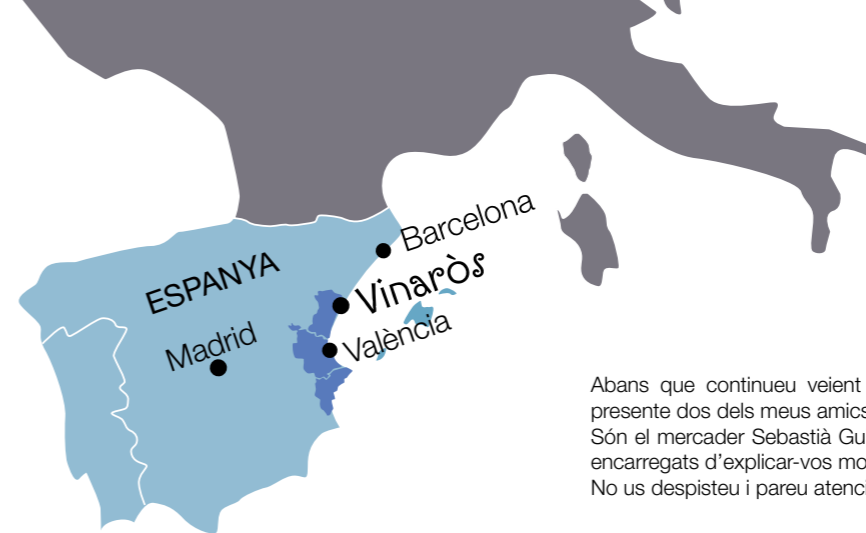 Barcelona
ESPANYA
Vinaròs
Madrid
València
Abans que continueu veient
presente dos dels meus amics
Són el mercader Sebastià Gu
encarregats d'explicar-vos mo
No us despisteu i pareu atenci